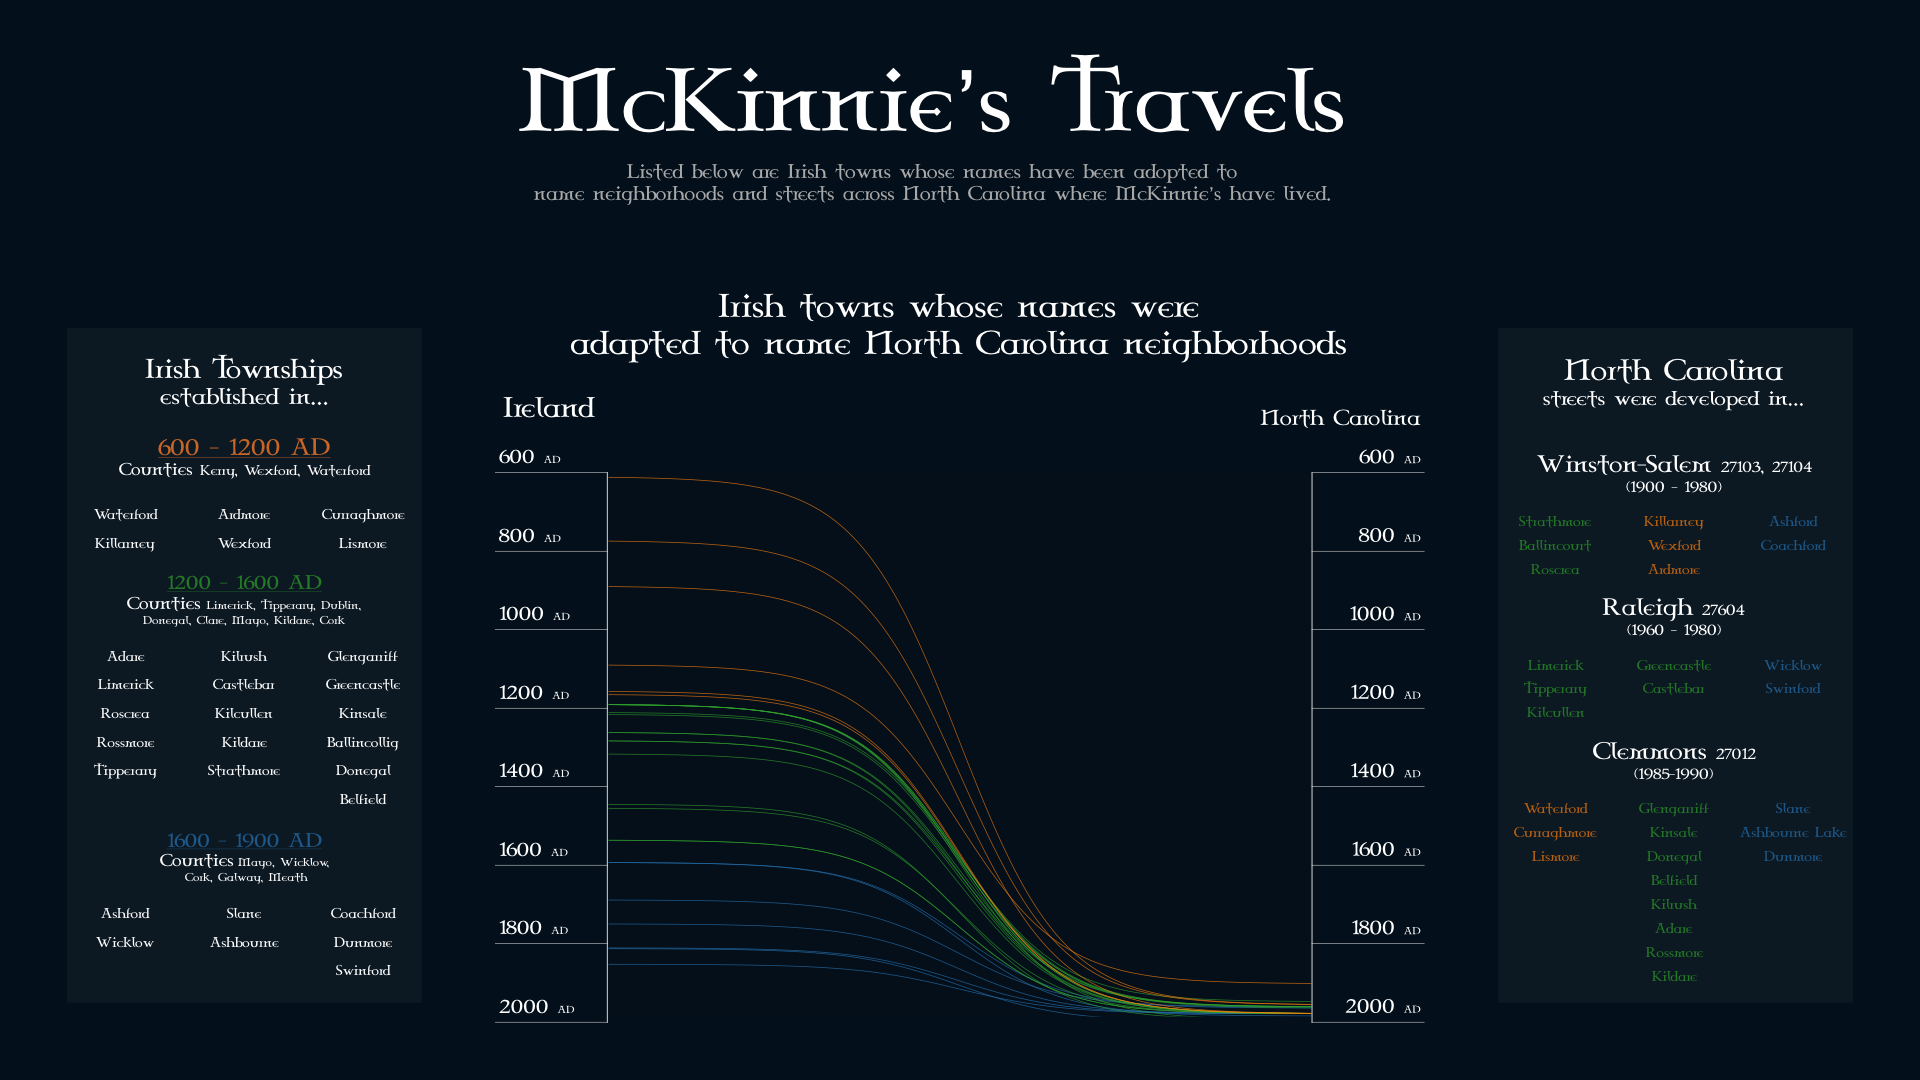 McKinnie's Travels
Listed below are Irish towns whose names have been adopted to
name neighborhoods and streets across North Carolina where McKinnie's have lived.
Irish towns whose names were
adapted to name North Carolina neighborhoods
Irish Townships
established in...
600 - 1200 AD
Counties Kerry, Wexford, Waterford
Waterford Ardmore Curraghmore
Killarney Wexford Lismore
1200 - 1600 AD
Counties Limerick, Tipperary, Dublin,
Donegal, Clare, Mayo, Kildare, Cork
Adare Kilrush Glengarriff
Limerick Castlebar Greencastle
Roscrea Kilcullen Kinsale
Rossmore Kildare Ballincollig
Tipperary Strathmore Donegal
Belfield
1600 - 1900 AD
Counties Mayo, Wicklow,
Cork, Galway, Meath
Ashford Slane Coachford
Wicklow Ashbourne Dunmore
Swinford
Ireland
600 AD
800 AD
1000 AD
1200 AD
1400 AD
1600 AD
1800 AD
2000 AD
North Carolina
600 AD
800 AD
1000 AD
1200 AD
1400 AD
1600 AD
1800 AD
2000 AD
North Carolina
streets were developed in...
Winston-Salem 27103, 27104
(1900 - 1980)
Strathmore Killarney Ashford
Ballincourt Wexford Coachford
Roscrea Ardmore
Raleigh 27604
(1960 - 1980)
Limerick Greencastle Wicklow
Tipperary Castlebar Swinford
Kilcullen
Clemmons 27012
(1985-1990)
Waterford Glengarriff Slane
Curraghmore Kinsale Ashbourne Lake
Lismore Donegal Dunmore
Belfield
Kilrush
Adare
Rossmore
Kildare